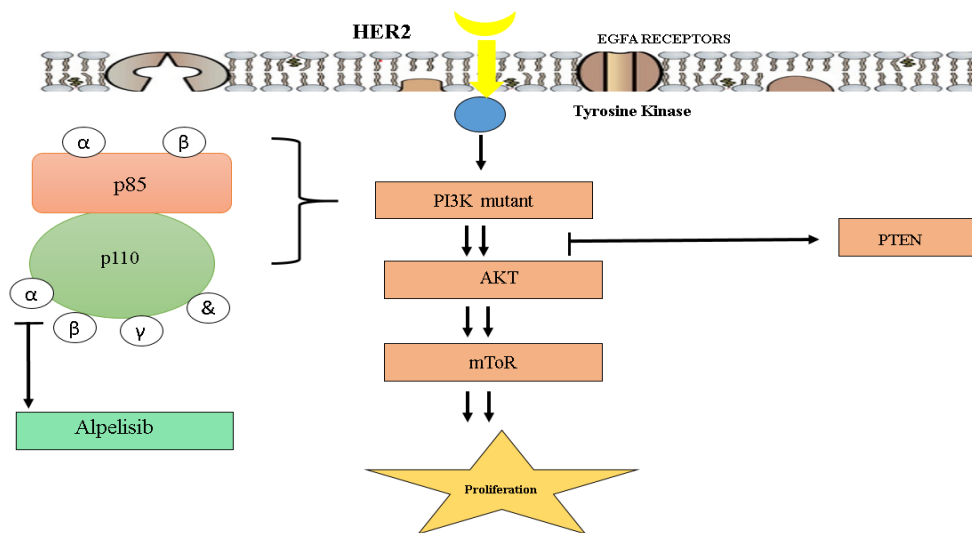 HER2
EGFA RECEPTORS
Tyrosine Kinase
α
β
p85
p110
α
β
γ
&
Alpelisib
PI3K mutant
AKT
mToR
Proliferation
PTEN